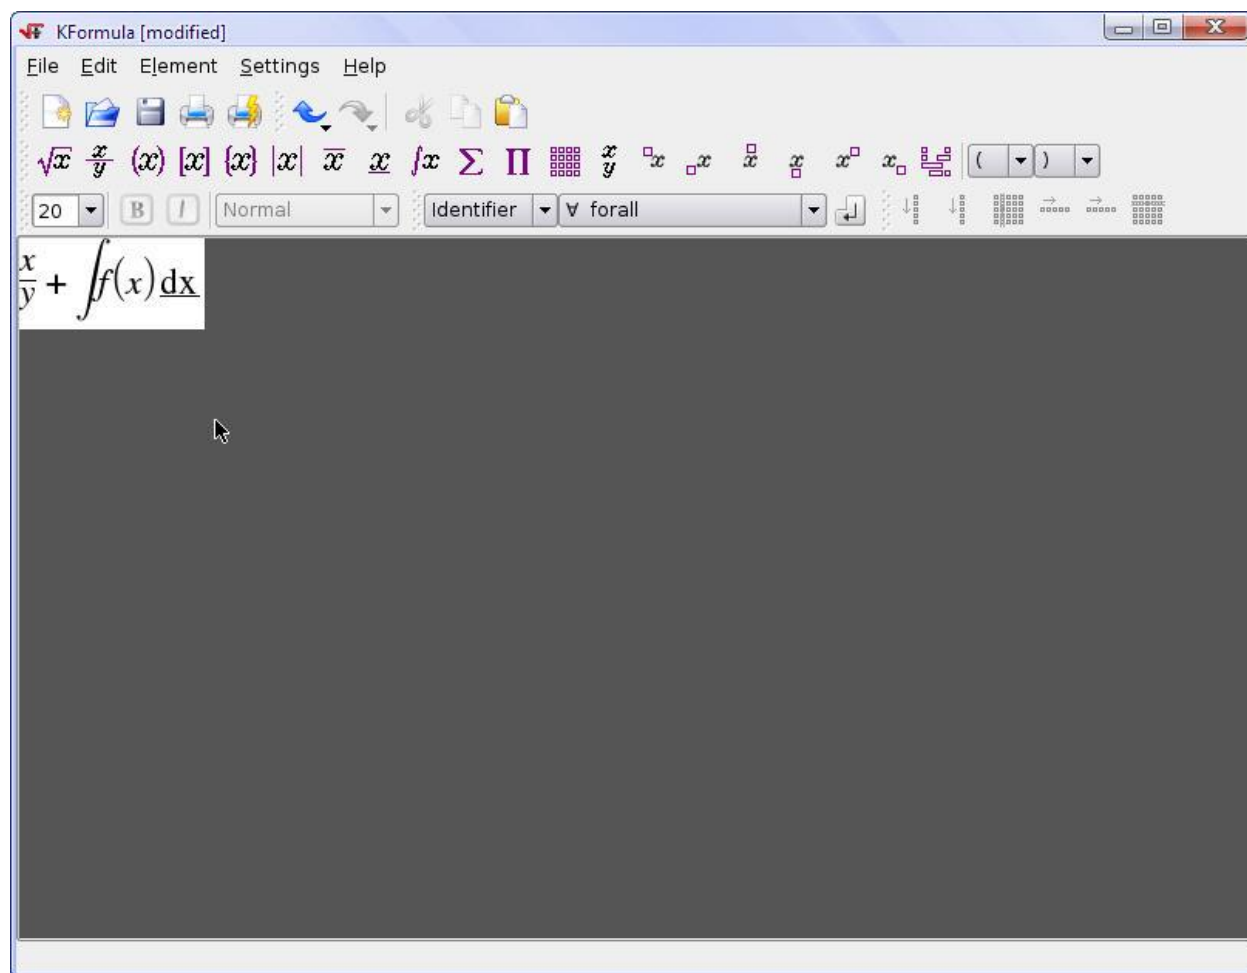 KFormula [modified]
File Edit Element Settings Help
√x x/y (x) [x] {x} |x| x̅ x̲ ∫x Σ Π x/y x x x x x x ( )
20 B I Normal Identifier ∀ forall
x/y + ∫f(x)dx